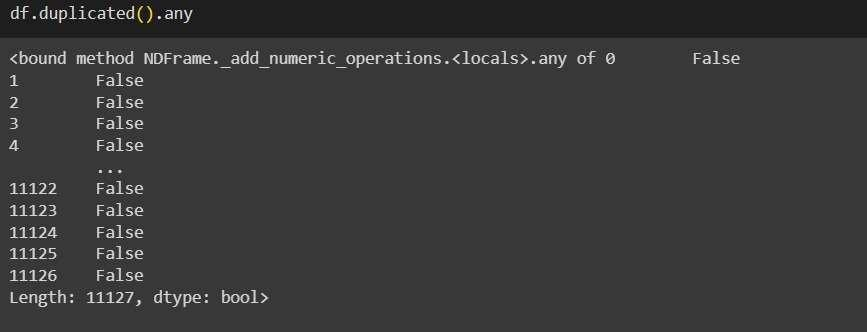 df.duplicated().any
<bound method NDFrame._add_numeric_operations.<locals>.any of 0        False
1        False
2        False
3        False
4        False
         ...
11122    False
11123    False
11124    False
11125    False
11126    False
Length: 11127, dtype: bool>